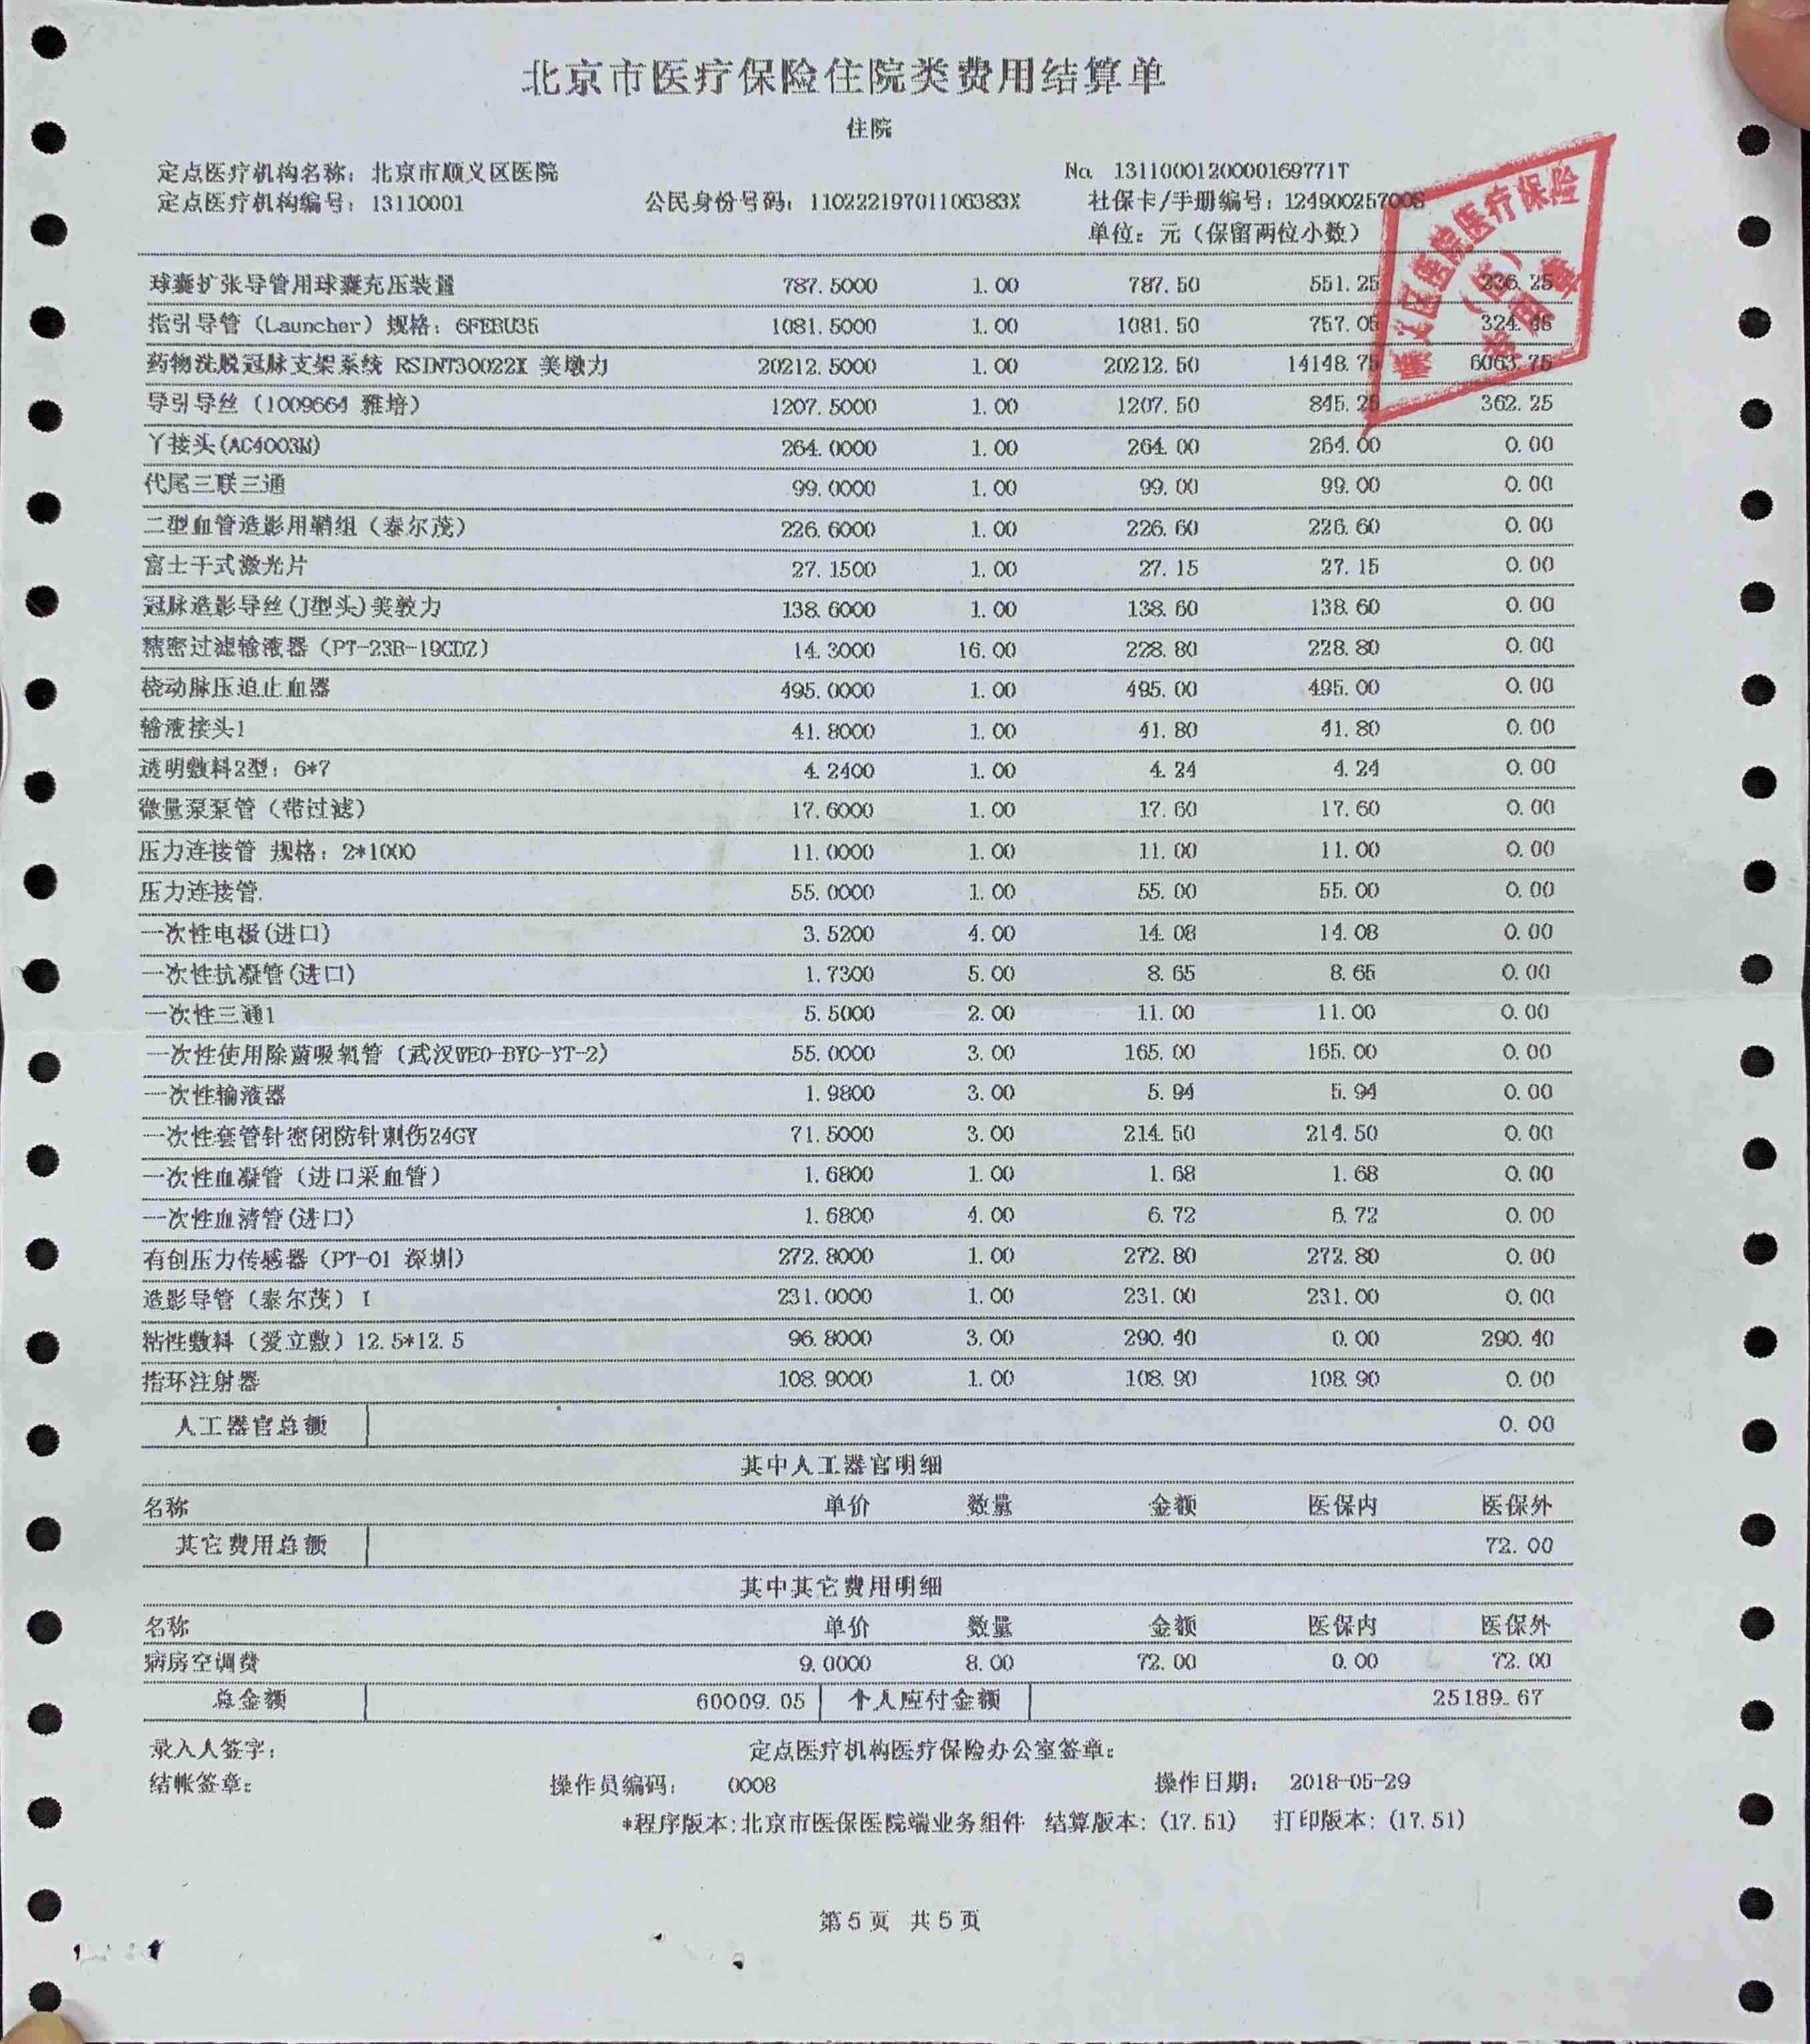 北京市医疗保险住院类费用结算单
住院
定点医疗机构名称：北京市顺义区医院 No. 13110001200001697​71T
定点医疗机构编号：13110001 公民身份号码：11022219701106383X 社保卡/手册编号：124900257008
单位：元（保留两位小数）
球囊扩张导管用球囊充压装置 787.5000 1.00 787.50 551.25 236.25
指引导管（Launcher）规格：6FEBU35 1081.5000 1.00 1081.50 757.05 324.45
药物洗脱冠脉支架系统 RSINT30022X 美墩力 20212.5000 1.00 20212.50 14148.75 6063.75
导引导丝（1009664 雅培） 1207.5000 1.00 1207.50 845.25 362.25
丫接头(AC4003M) 264.0000 1.00 264.00 264.00 0.00
代尾三联三通 99.0000 1.00 99.00 99.00 0.00
二型血管造影用鞘组（泰尔茂） 226.6000 1.00 226.60 226.60 0.00
富士干式激光片 27.1500 1.00 27.15 27.15 0.00
冠脉造影导丝(J型头)美敦力 138.6000 1.00 138.60 138.60 0.00
精密过滤输液器（PT-23B-19CDZ） 14.3000 16.00 228.80 228.80 0.00
桡动脉压迫止血器 495.0000 1.00 495.00 495.00 0.00
输液接头1 41.8000 1.00 41.80 41.80 0.00
透明敷料2型：6*7 4.2400 1.00 4.24 4.24 0.00
微量泵泵管（带过滤） 17.6000 1.00 17.60 17.60 0.00
压力连接管 规格：2*1000 11.0000 1.00 11.00 11.00 0.00
压力连接管. 55.0000 1.00 55.00 55.00 0.00
一次性电极(进口) 3.5200 4.00 14.08 14.08 0.00
一次性抗凝管(进口) 1.7300 5.00 8.65 8.65 0.00
一次性三通1 5.5000 2.00 11.00 11.00 0.00
一次性使用除菌吸氧管（武汉WEO-BYG-YT-2） 55.0000 3.00 165.00 165.00 0.00
一次性输液器 1.9800 3.00 5.94 5.94 0.00
一次性套管针密闭防针刺伤24GY 71.5000 3.00 214.50 214.50 0.00
一次性血凝管（进口采血管） 1.6800 1.00 1.68 1.68 0.00
一次性血清管(进口) 1.6800 4.00 6.72 6.72 0.00
有创压力传感器（PT-01 深圳） 272.8000 1.00 272.80 272.80 0.00
造影导管（泰尔茂）I 231.0000 1.00 231.00 231.00 0.00
粘性敷料（爱立敷）12.5*12.5 96.8000 3.00 290.40 0.00 290.40
指环注射器 108.9000 1.00 108.90 108.90 0.00
人工器官总额 0.00
其中人工器官明细
名称 单价 数量 金额 医保内 医保外
其它费用总额 72.00
其中其它费用明细
名称 单价 数量 金额 医保内 医保外
病房空调费 9.0000 8.00 72.00 0.00 72.00
总金额 60009.05 个人应付金额 25189.67
录入人签字： 定点医疗机构医疗保险办公室签章：
结帐签章： 操作员编码： 0008 操作日期： 2018-05-29
*程序版本:北京市医保医院端业务组件 结算版本：(17.51) 打印版本：(17.51)
第5页 共5页